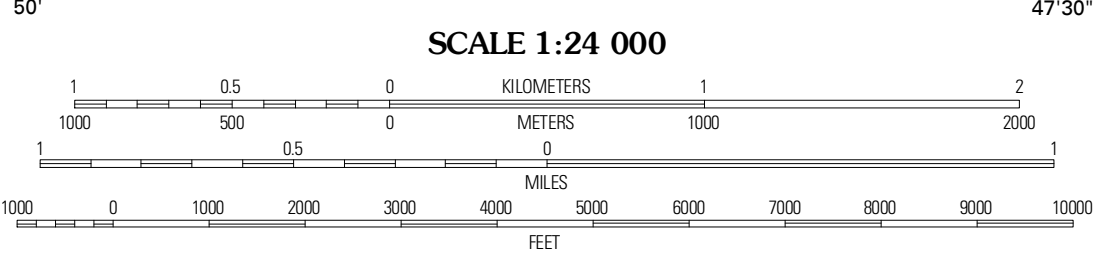 50' 47'30"
SCALE 1:24 000
1 0.5 0 KILOMETERS 1 2
1000 500 0 METERS 1000 2000
1 0.5 0 1
MILES
1000 0 1000 2000 3000 4000 5000 6000 7000 8000 9000 10000
FEET